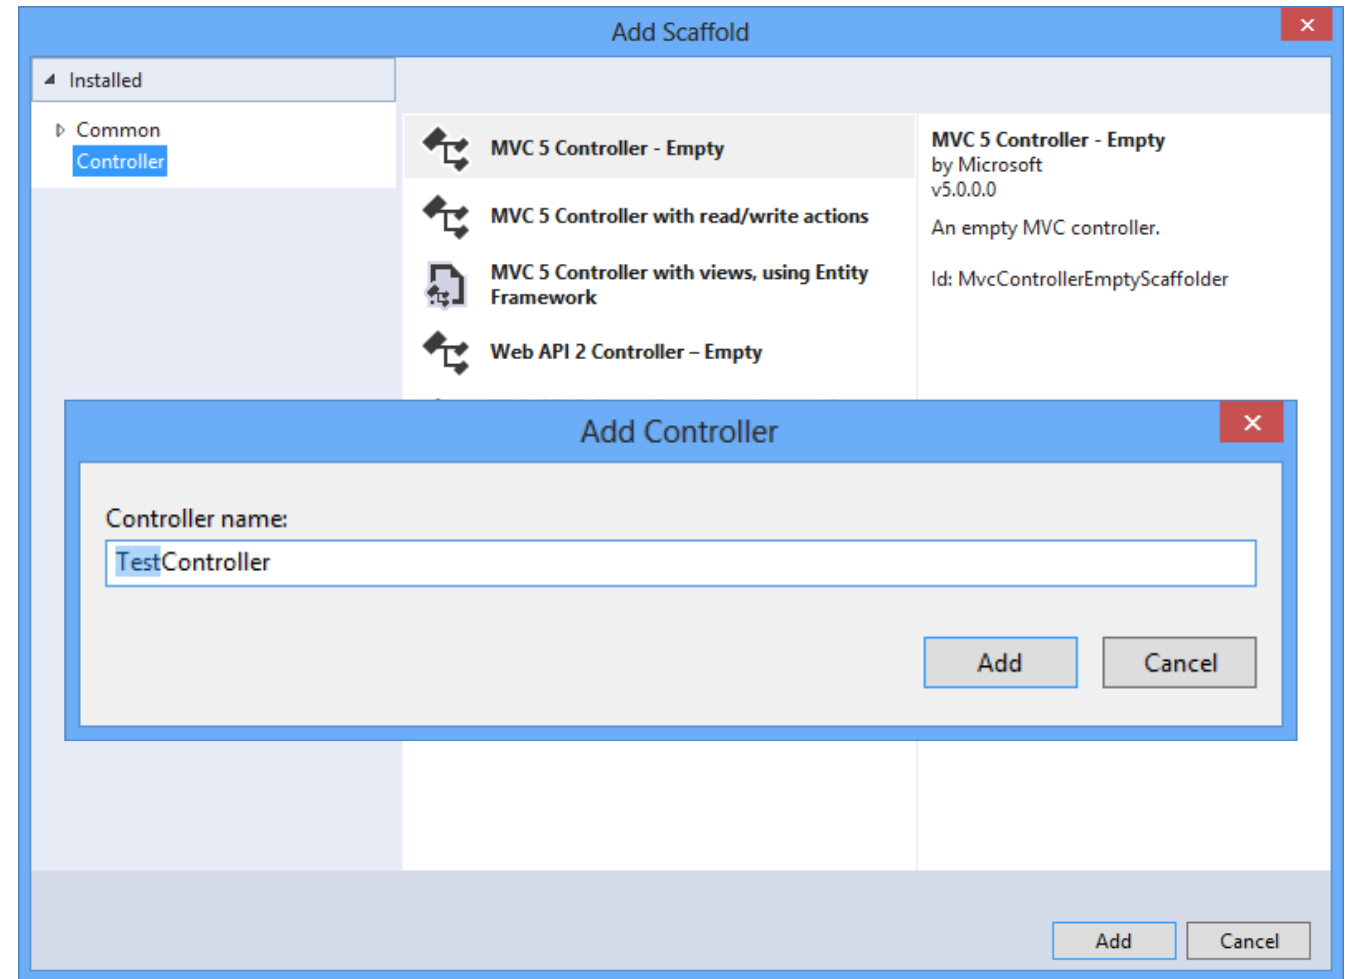 Add Scaffold
Installed
Common
Controller
MVC 5 Controller - Empty
MVC 5 Controller with read/write actions
MVC 5 Controller with views, using Entity
Framework
Web API 2 Controller – Empty
MVC 5 Controller - Empty
by Microsoft
v5.0.0.0
An empty MVC controller.
Id: MvcControllerEmptyScaffolder
Add Controller
Controller name:
TestController
Add
Cancel
Add
Cancel